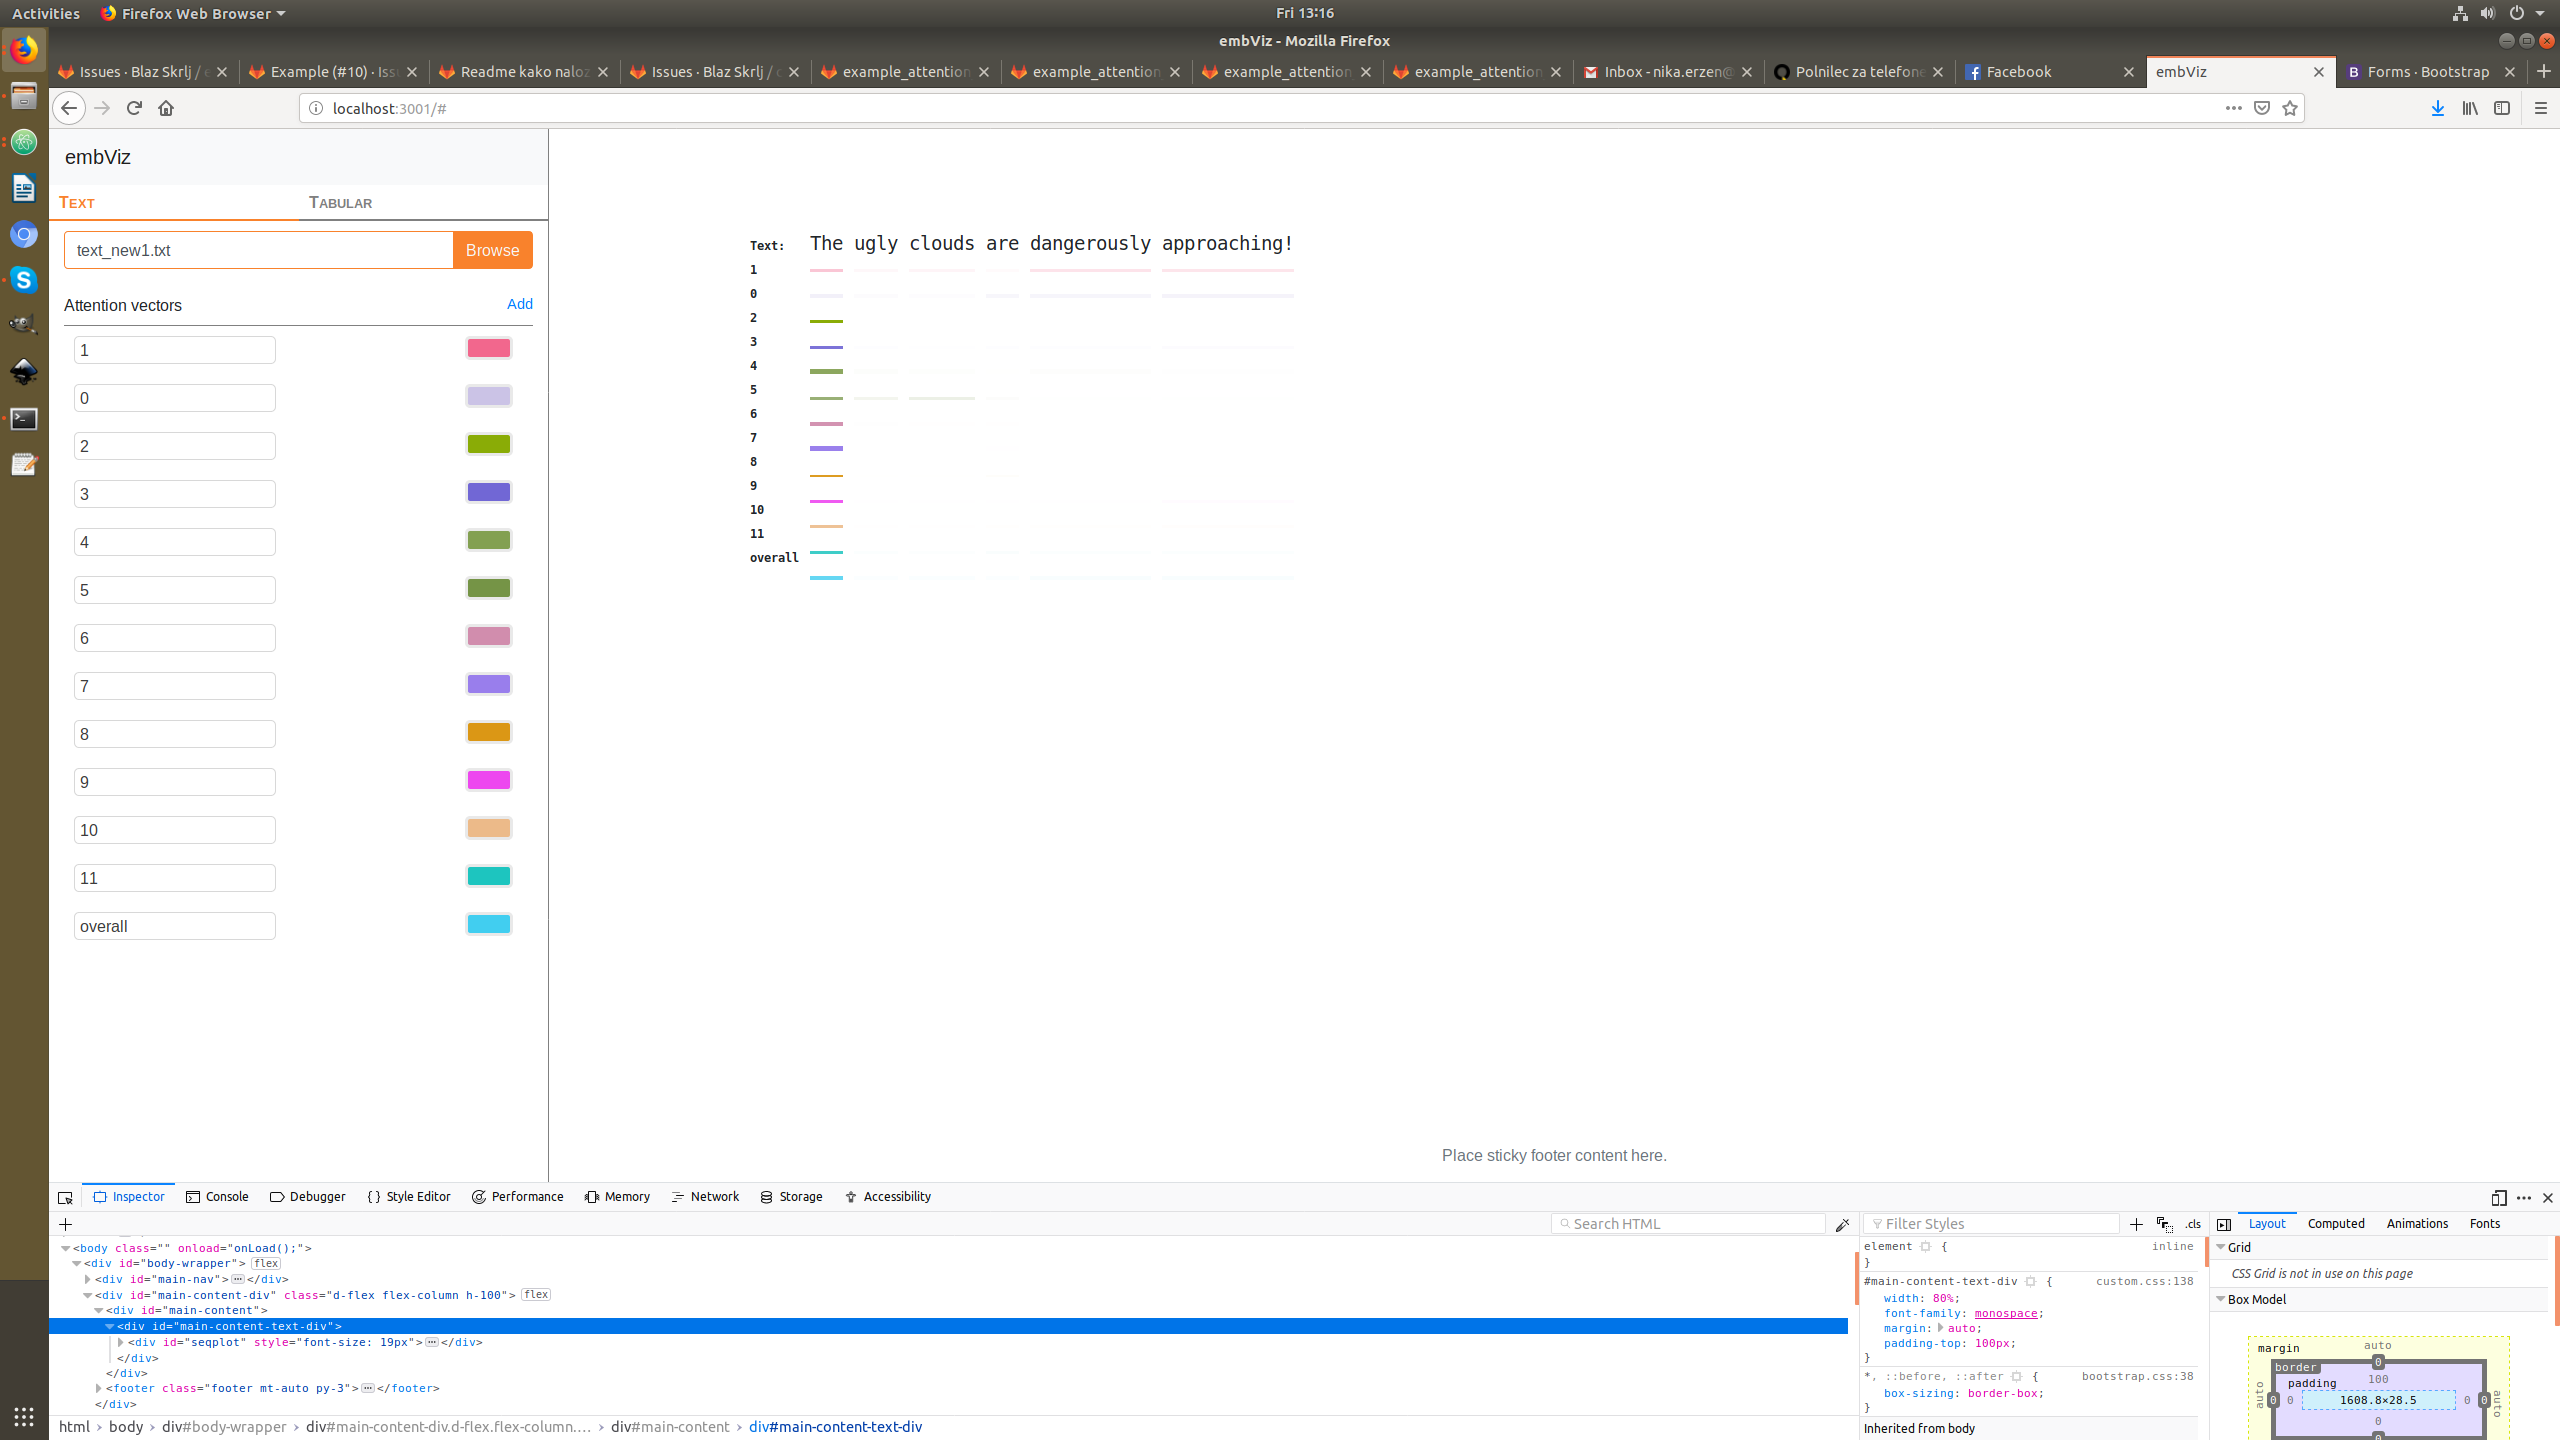 Activities Firefox Web Browser Fri 13:16
embViz - Mozilla Firefox
Issues · Blaz Skrlj / Example (#10) · Iss Readme kako naloz Issues · Blaz Skrlj / example_attention example_attention example_attention example_attention Inbox - nika.erzen@ Polnilec za telefone Facebook embViz Forms · Bootstrap
localhost:3001/#
embViz
Text Tabular
text_new1.txt Browse
Attention vectors Add
1
0
2
3
4
5
6
7
8
9
10
11
overall
Text: The ugly clouds are dangerously approaching!
1
0
2
3
4
5
6
7
8
9
10
11
overall
Place sticky footer content here.
Inspector Console Debugger Style Editor Performance Memory Network Storage Accessibility
Search HTML
<body class="" onload="onLoad();">
<div id="body-wrapper"> flex
<div id="main-nav">…</div>
<div id="main-content-div" class="d-flex flex-column h-100"> flex
<div id="main-content">
<div id="main-content-text-div">
<div id="seqplot" style="font-size: 19px">…</div>
</div>
</div>
<footer class="footer mt-auto py-3">…</footer>
</div>
html › body › div#body-wrapper › div#main-content-div.d-flex.flex-column.… › div#main-content › div#main-content-text-div
Filter Styles .cls
element { inline
}
#main-content-text-div { custom.css:138
width: 80%;
font-family: monospace;
margin: auto;
padding-top: 100px;
}
*, ::before, ::after { bootstrap.css:38
box-sizing: border-box;
}
Inherited from body
Layout Computed Animations Fonts
Grid
CSS Grid is not in use on this page
Box Model
margin auto
border 0
padding 100
auto 0 0 1608.8×28.5 0 0 auto
0
0